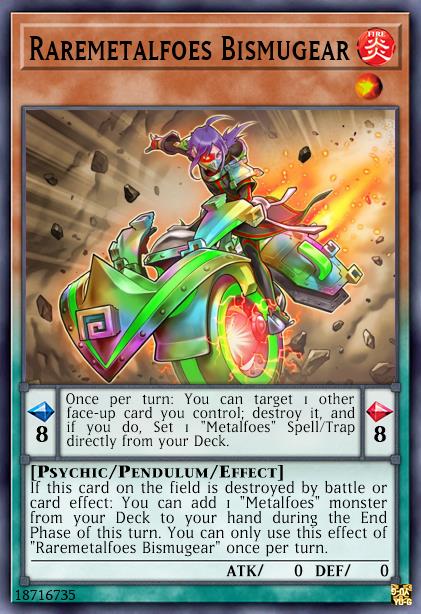 RAREMETALFOES BISMUGEAR
FIRE
炎
Once per turn: You can target 1 other
face-up card you control; destroy it, and
if you do, Set 1 "Metalfoes" Spell/Trap
directly from your Deck.
8
8
[PSYCHIC/PENDULUM/EFFECT]
If this card on the field is destroyed by battle or
card effect: You can add 1 "Metalfoes" monster
from your Deck to your hand during the End
Phase of this turn. You can only use this effect of
"Raremetalfoes Bismugear" once per turn.
ATK/ 0 DEF/ 0
18716735